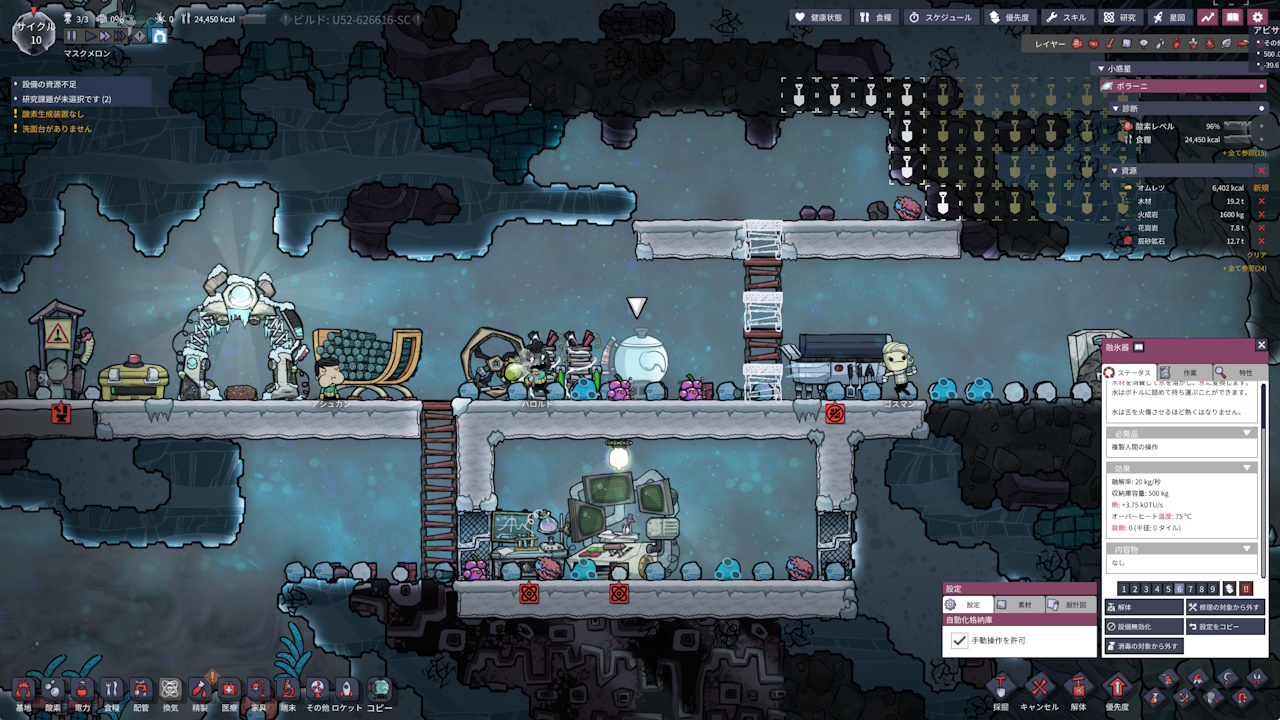 サイクル
10
3/3
0%
0
24,450 kcal
マスクメロン
ビルド: U52-626616-SC
健康状態
食糧
スケジュール
優先度
スキル
研究
星図
レイヤー
小惑星
ポラーニ
診断
酸素レベル 96%
食糧 24,450 kcal
+ 全て参照(15)
資源
オムレツ 6,402 kcal 新規
木材 19.2 t
火成岩 1600 kg
花崗岩 7.8 t
辰砂鉱石 12.7 t
クリア
+ 全て参照(24)
設備の資源不足
研究課題が未選択です (2)
酸素生成装置なし
洗面台がありません
アシュカン
ハロルド
ゴスマン
融氷器
ステータス
作業
特性
水はボトルに詰めて持ち運ぶことができます。
水は舌を火傷させるほど熱くはなりません。
必需品
複製人間の操作
効果
融解率: 20 kg/秒
収納庫容量: 500 kg
熱: +3.75 kDTU/s
オーバーヒート温度: 75 °C
装飾: 0 (半径: 0 タイル)
内容物
なし
1 2 3 4 5 6 7 8 9 !!
解体
修理の対象から外す
設備無効化
設定をコピー
消毒の対象から外す
設定
設定
素材
設計図
自動化格納庫
手動操作を許可
基地
酸素
電力
食糧
配管
換気
精製
医療
家具
端末
その他
ロケット
コピー
採掘
キャンセル
解体
優先度